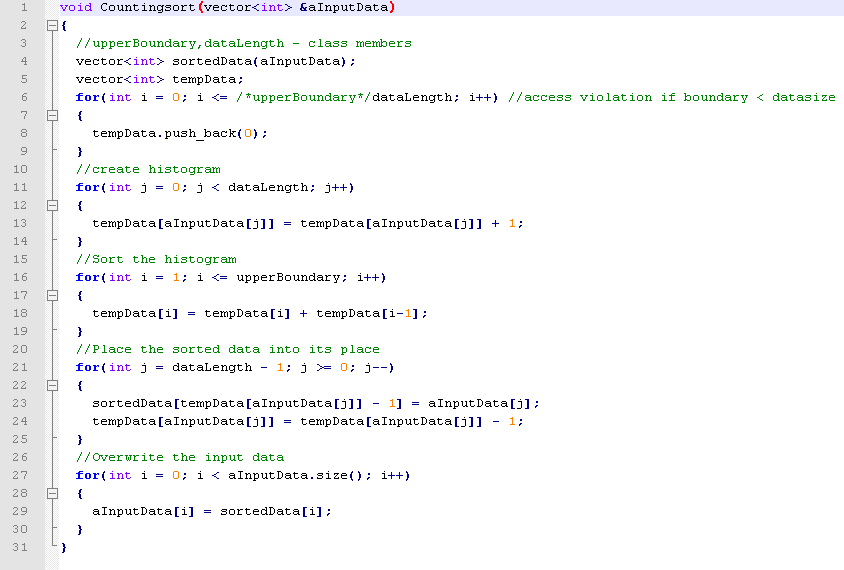 1 void Countingsort(vector<int> &aInputData)
2 {
3 //upperBoundary,dataLength - class members
4 vector<int> sortedData(aInputData);
5 vector<int> tempData;
6 for(int i = 0; i <= /*upperBoundary*/dataLength; i++) //access violation if boundary < datasize
7 {
8 tempData.push_back(0);
9 }
10 //create histogram
11 for(int j = 0; j < dataLength; j++)
12 {
13 tempData[aInputData[j]] = tempData[aInputData[j]] + 1;
14 }
15 //Sort the histogram
16 for(int i = 1; i <= upperBoundary; i++)
17 {
18 tempData[i] = tempData[i] + tempData[i-1];
19 }
20 //Place the sorted data into its place
21 for(int j = dataLength - 1; j >= 0; j--)
22 {
23 sortedData[tempData[aInputData[j]] - 1] = aInputData[j];
24 tempData[aInputData[j]] = tempData[aInputData[j]] - 1;
25 }
26 //Overwrite the input data
27 for(int i = 0; i < aInputData.size(); i++)
28 {
29 aInputData[i] = sortedData[i];
30 }
31 }